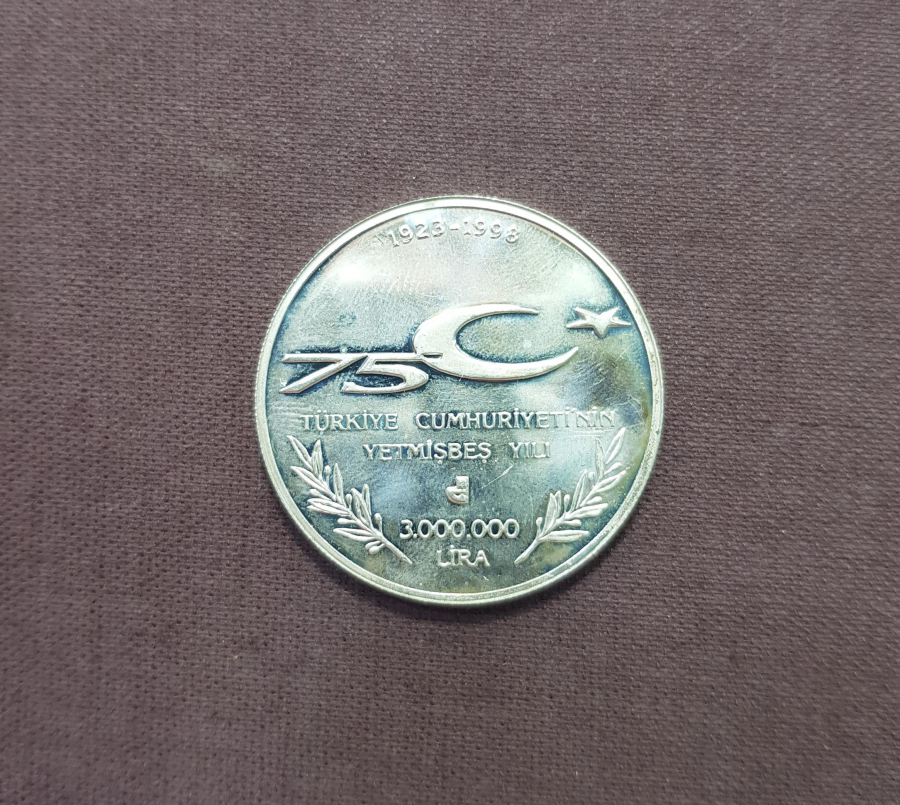 1923-1998
75
TÜRKİYE CUMHURİYETİ'NİN
YETMİŞBEŞ YILI
3.000.000
LİRA